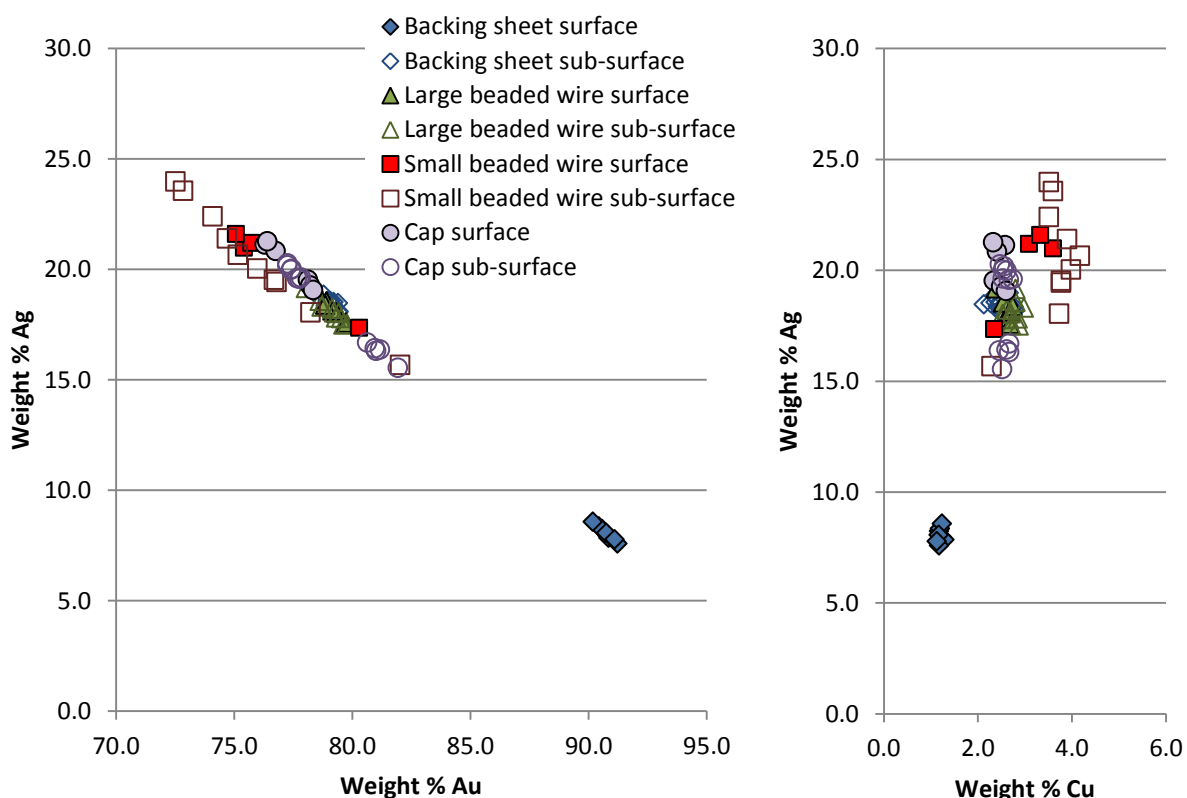 Backing sheet surface
Backing sheet sub-surface
Large beaded wire surface
Large beaded wire sub-surface
Small beaded wire surface
Small beaded wire sub-surface
Cap surface
Cap sub-surface
30.0
25.0
20.0
15.0
10.0
5.0
0.0
Weight % Ag
70.0 75.0 80.0 85.0 90.0 95.0
Weight % Au
30.0
25.0
20.0
15.0
10.0
5.0
0.0
Weight % Ag
0.0 2.0 4.0 6.0
Weight % Cu